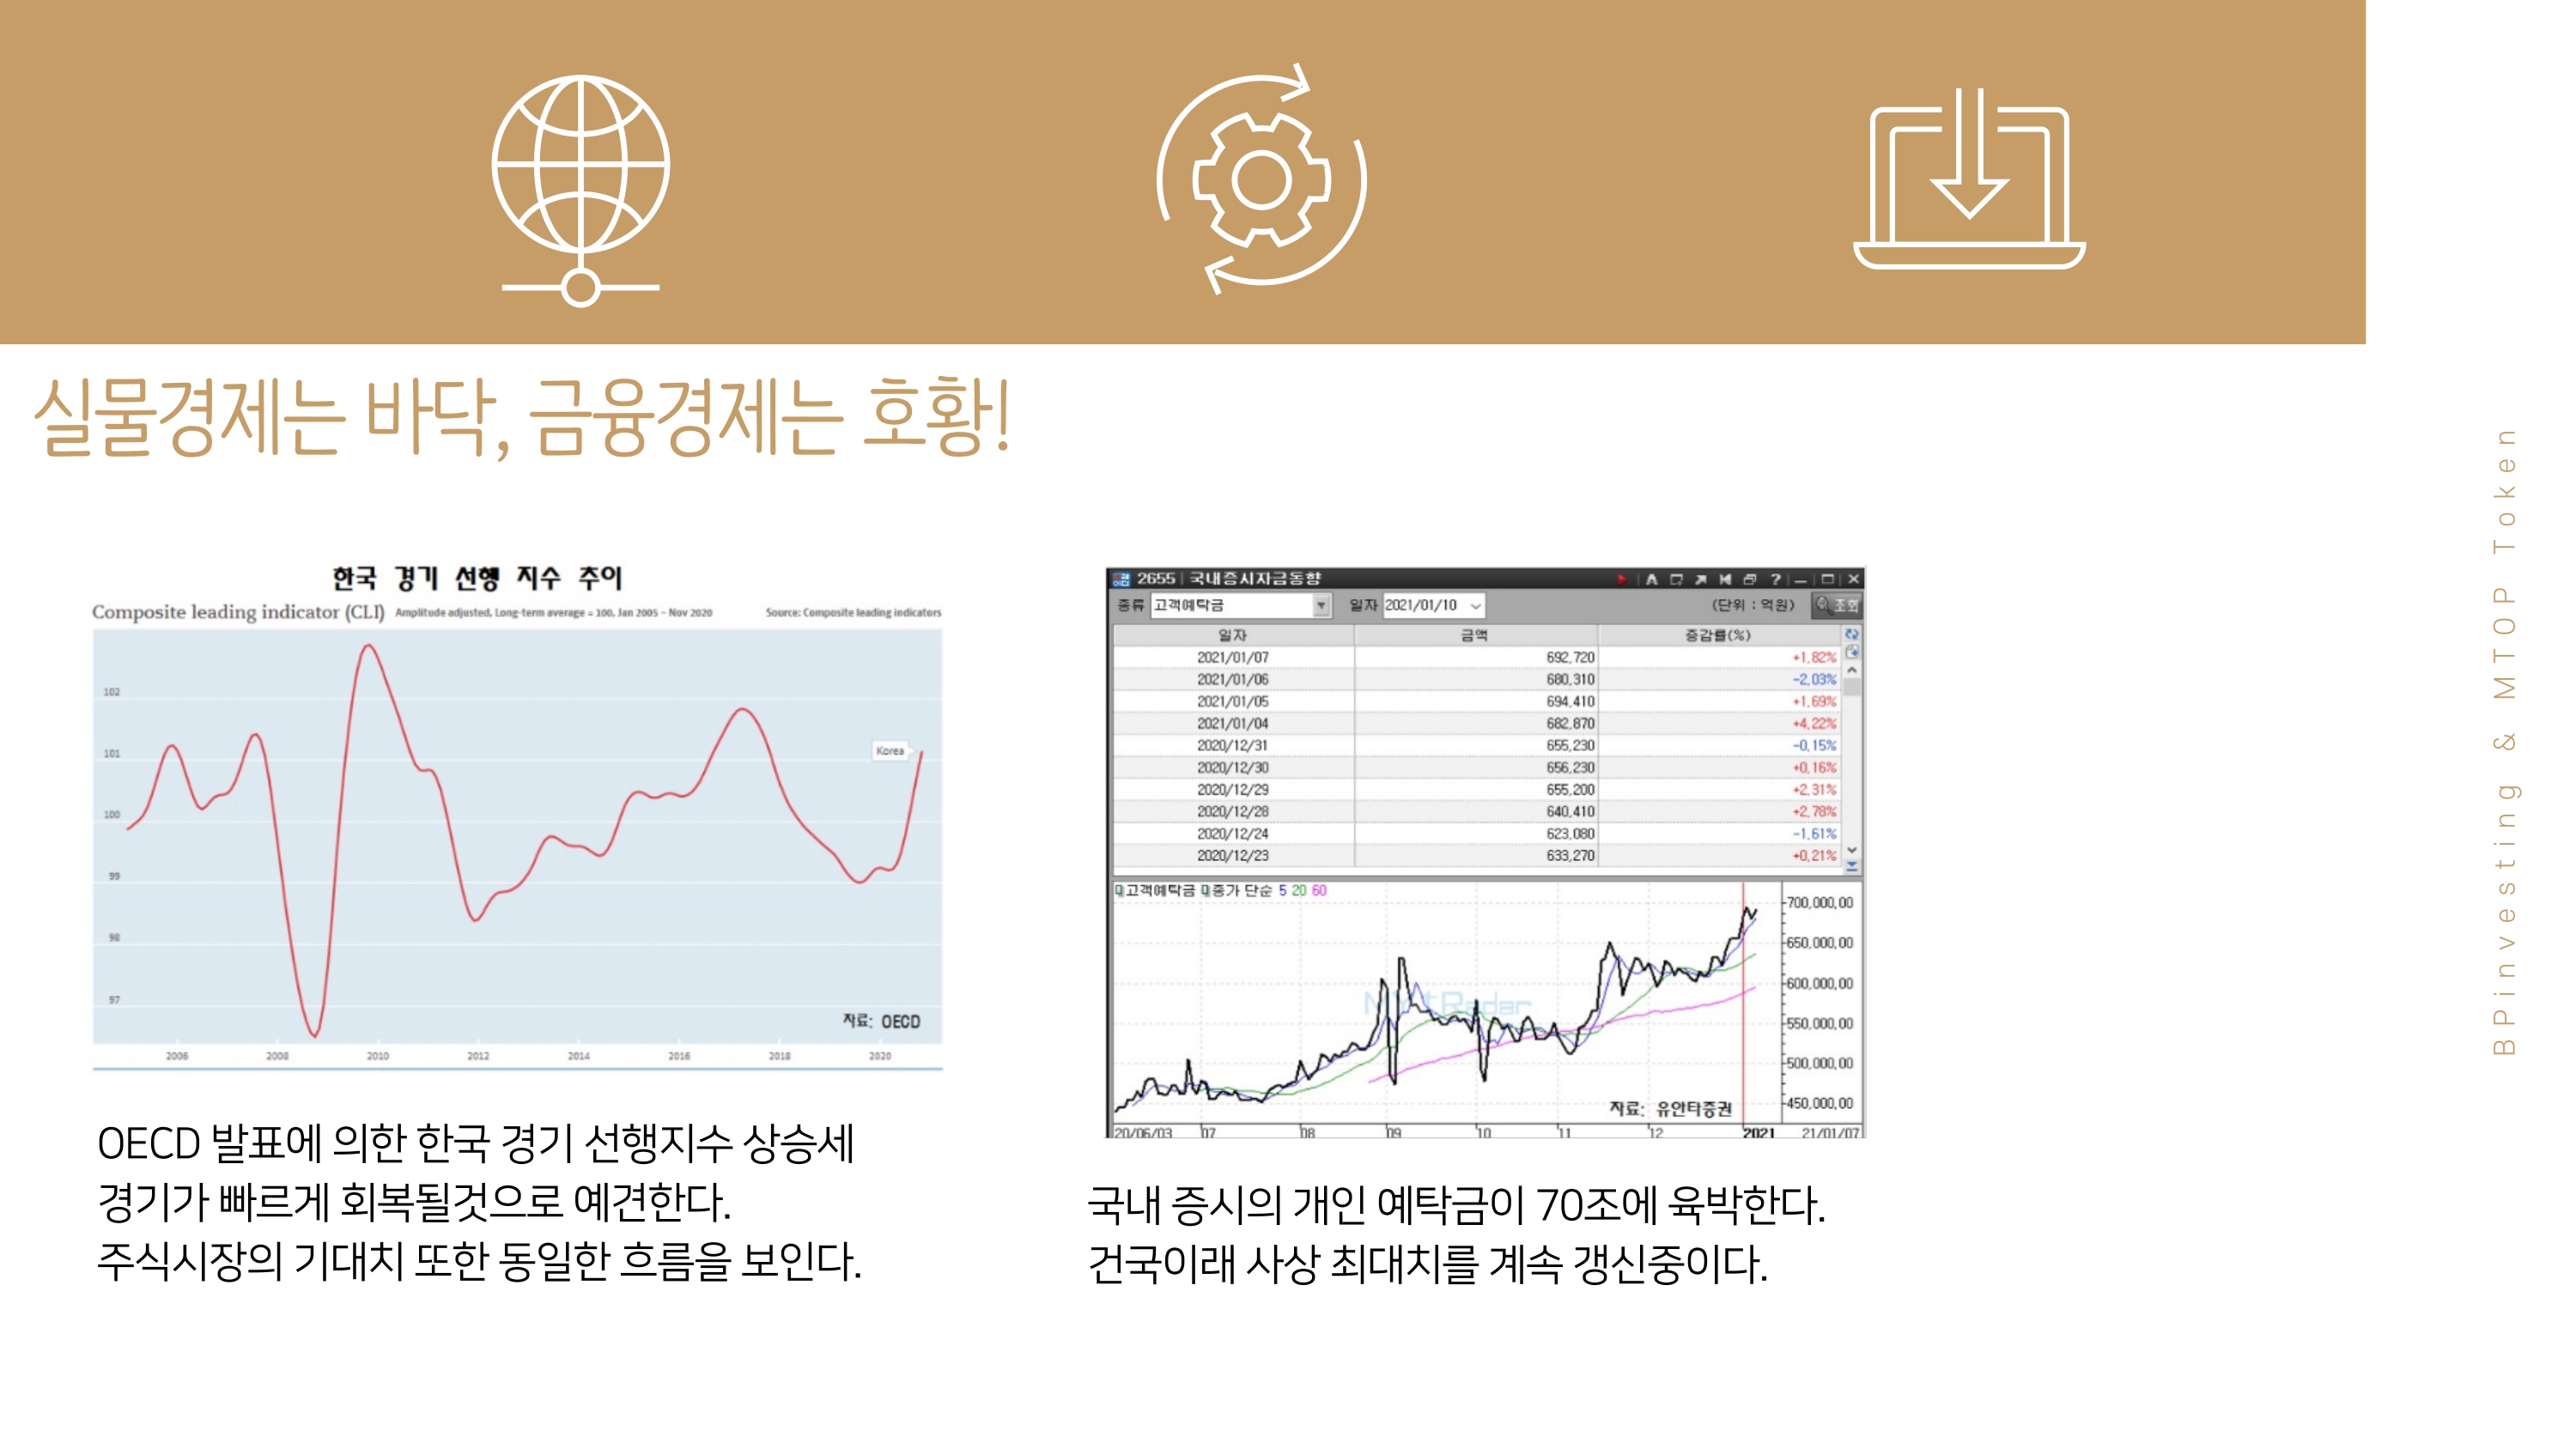 실물경제는 바닥, 금융경제는 호황!
한국 경기 선행 지수 추이
Composite leading indicator (CLI) Amplitude adjusted, Long-term average = 100, Jan 2005 – Nov 2020 Source: Composite leading indicators
102
101
100
99
98
97
Korea
자료: OECD
2006 2008 2010 2012 2014 2016 2018 2020
OECD 발표에 의한 한국 경기 선행지수 상승세
경기가 빠르게 회복될것으로 예견한다.
주식시장의 기대치 또한 동일한 흐름을 보인다.
2655 국내증시자금동향
종류 고객예탁금 일자 2021/01/10 (단위 : 억원) 조회
일자 금액 증감률(%)
2021/01/07 692,720 +1,82%
2021/01/06 680,310 -2,03%
2021/01/05 694,410 +1,69%
2021/01/04 682,870 +4,22%
2020/12/31 655,230 -0,15%
2020/12/30 656,230 +0,16%
2020/12/29 655,200 +2,31%
2020/12/28 640,410 +2,78%
2020/12/24 623,080 -1,61%
2020/12/23 633,270 +0,21%
고객예탁금 종가 단순 5 20 60
700,000,00
650,000,00
600,000,00
550,000,00
500,000,00
450,000,00
자료: 유안타증권
20/06/03 07 08 09 10 11 12 2021 21/01/07
국내 증시의 개인 예탁금이 70조에 육박한다.
건국이래 사상 최대치를 계속 갱신중이다.
BPinvesting & MTOP Token